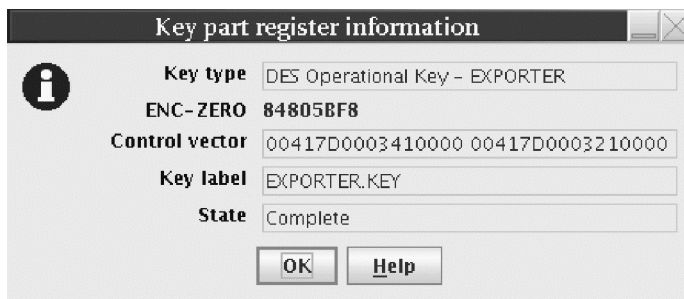 Key part register information
Key type DES Operational Key - EXPORTER
ENC-ZERO 84805BF8
Control vector 00417D0003410000 00417D0003210000
Key label EXPORTER.KEY
State Complete
OK Help